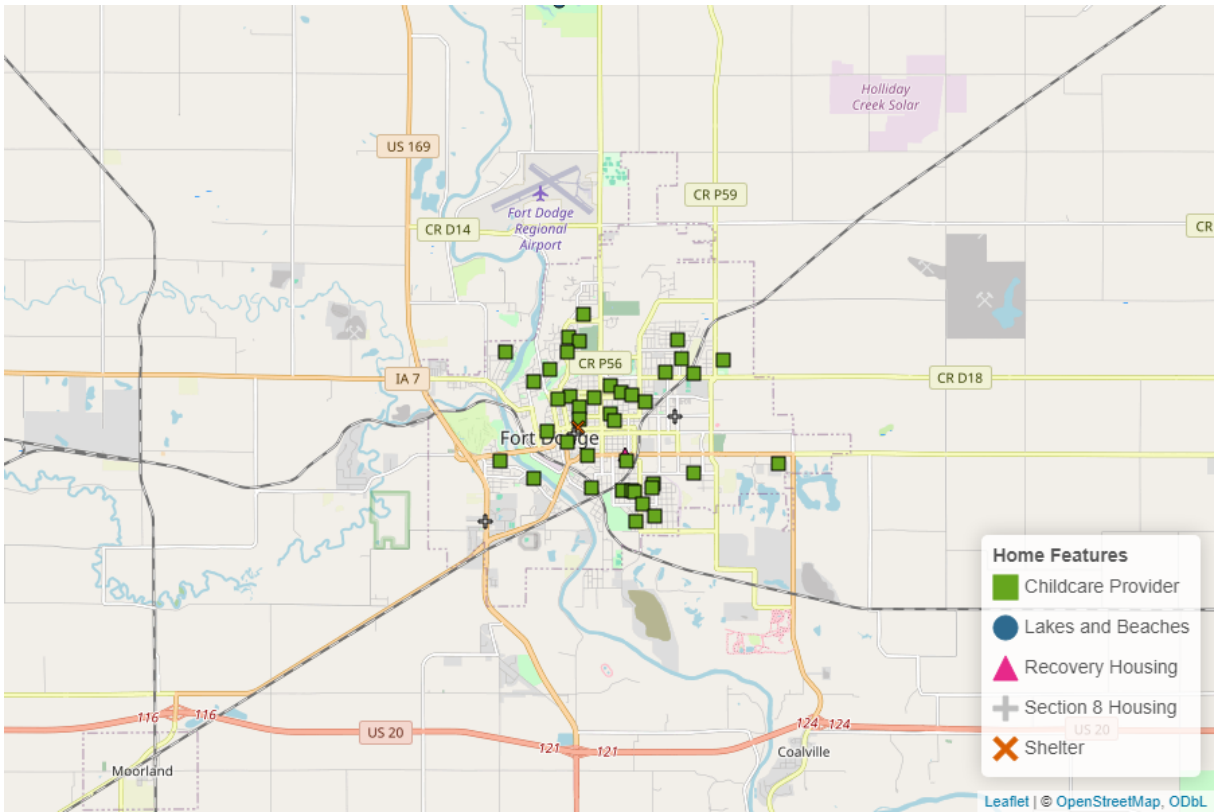 Holliday
Creek Solar
US 169
CR P59
Fort Dodge
Regional
Airport
CR D14
CR
CR P56
IA 7
CR D18
Fort Dodge
Home Features
Childcare Provider
Lakes and Beaches
Recovery Housing
Section 8 Housing
Shelter
116
116
US 20
121
121
124
124
US 20
Coalville
Moorland
Leaflet | © OpenStreetMap, ODbL